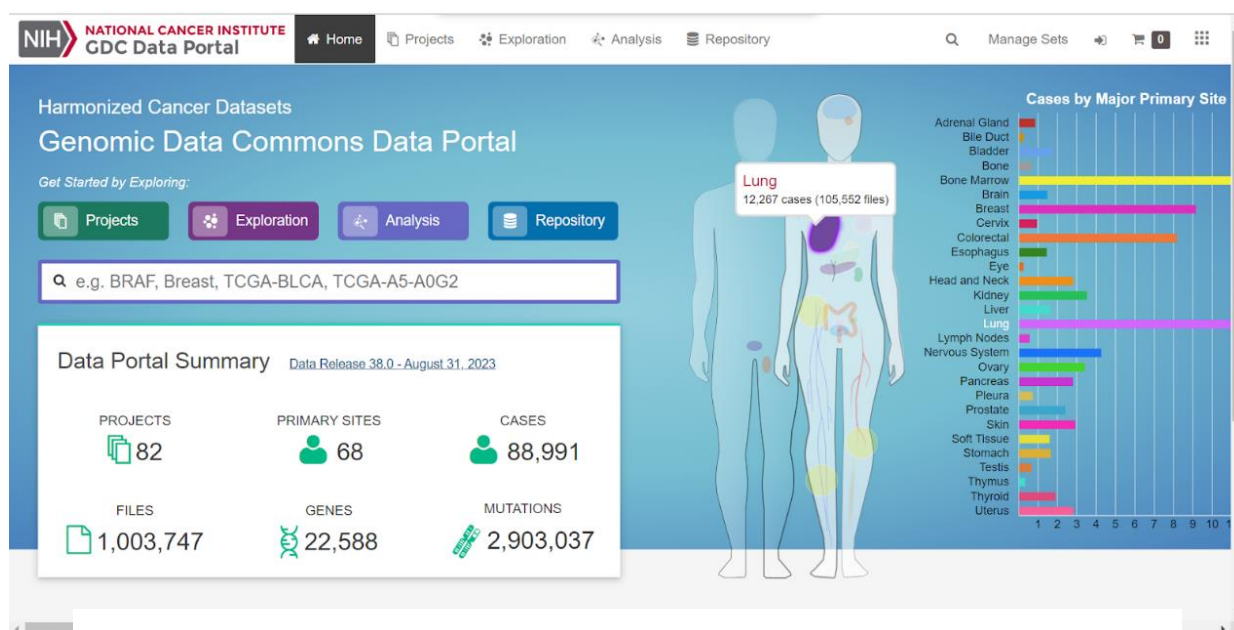 NIH NATIONAL CANCER INSTITUTE
GDC Data Portal
Home
Projects
Exploration
Analysis
Repository
Manage Sets
0
Harmonized Cancer Datasets
Genomic Data Commons Data Portal
Get Started by Exploring:
Projects
Exploration
Analysis
Repository
e.g. BRAF, Breast, TCGA-BLCA, TCGA-A5-A0G2
Data Portal Summary Data Release 38.0 - August 31, 2023
PROJECTS
82
PRIMARY SITES
68
CASES
88,991
FILES
1,003,747
GENES
22,588
MUTATIONS
2,903,037
Lung
12,267 cases (105,552 files)
Cases by Major Primary Site
Adrenal Gland
Bile Duct
Bladder
Bone
Bone Marrow
Brain
Breast
Cervix
Colorectal
Esophagus
Eye
Head and Neck
Kidney
Liver
Lung
Lymph Nodes
Nervous System
Ovary
Pancreas
Pleura
Prostate
Skin
Soft Tissue
Stomach
Testis
Thymus
Thyroid
Uterus
1 2 3 4 5 6 7 8 9 10